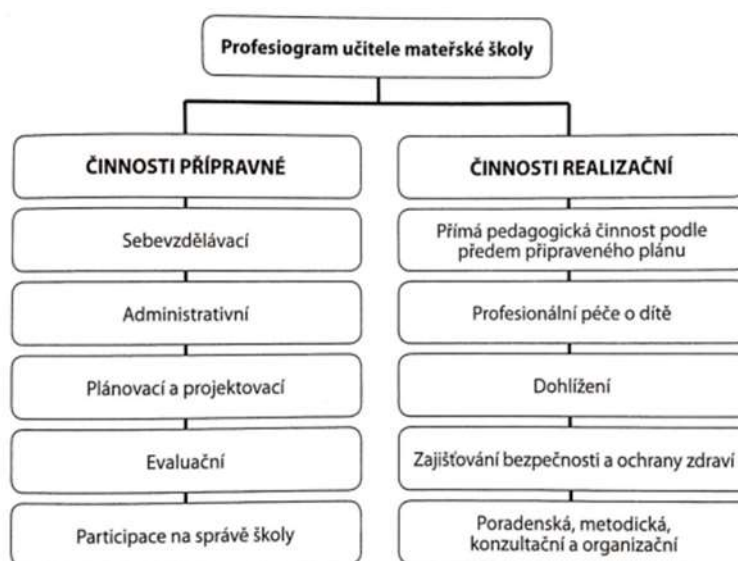 Profesiogram učitele mateřské školy
ČINNOSTI PŘÍPRAVNÉ
Sebevzdělávací
Administrativní
Plánovací a projektovací
Evaluační
Participace na správě školy
ČINNOSTI REALIZAČNÍ
Přímá pedagogická činnost podle
předem připraveného plánu
Profesionální péče o dítě
Dohlížení
Zajišťování bezpečnosti a ochrany zdraví
Poradenská, metodická,
konzultační a organizační